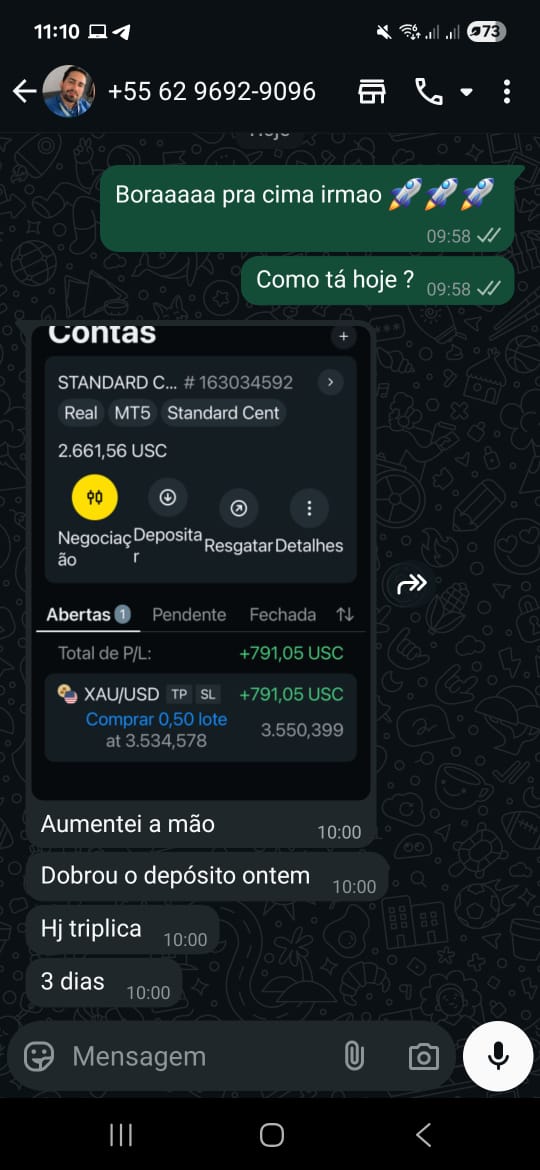 11:10
73
+55 62 9692-9096
Hoje
Boraaaaa pra cima irmao 🚀🚀🚀
09:58
Como tá hoje ?
09:58
Contas
STANDARD C... # 163034592
Real MT5 Standard Cent
2.661,56 USC
Negociaç Deposita Resgatar Detalhes
ão r
Abertas 1 Pendente Fechada
Total de P/L: +791,05 USC
XAU/USD TP SL +791,05 USC
Comprar 0,50 lote
at 3.534,578 3.550,399
Aumentei a mão
10:00
Dobrou o depósito ontem
10:00
Hj triplica
10:00
3 dias
10:00
Mensagem